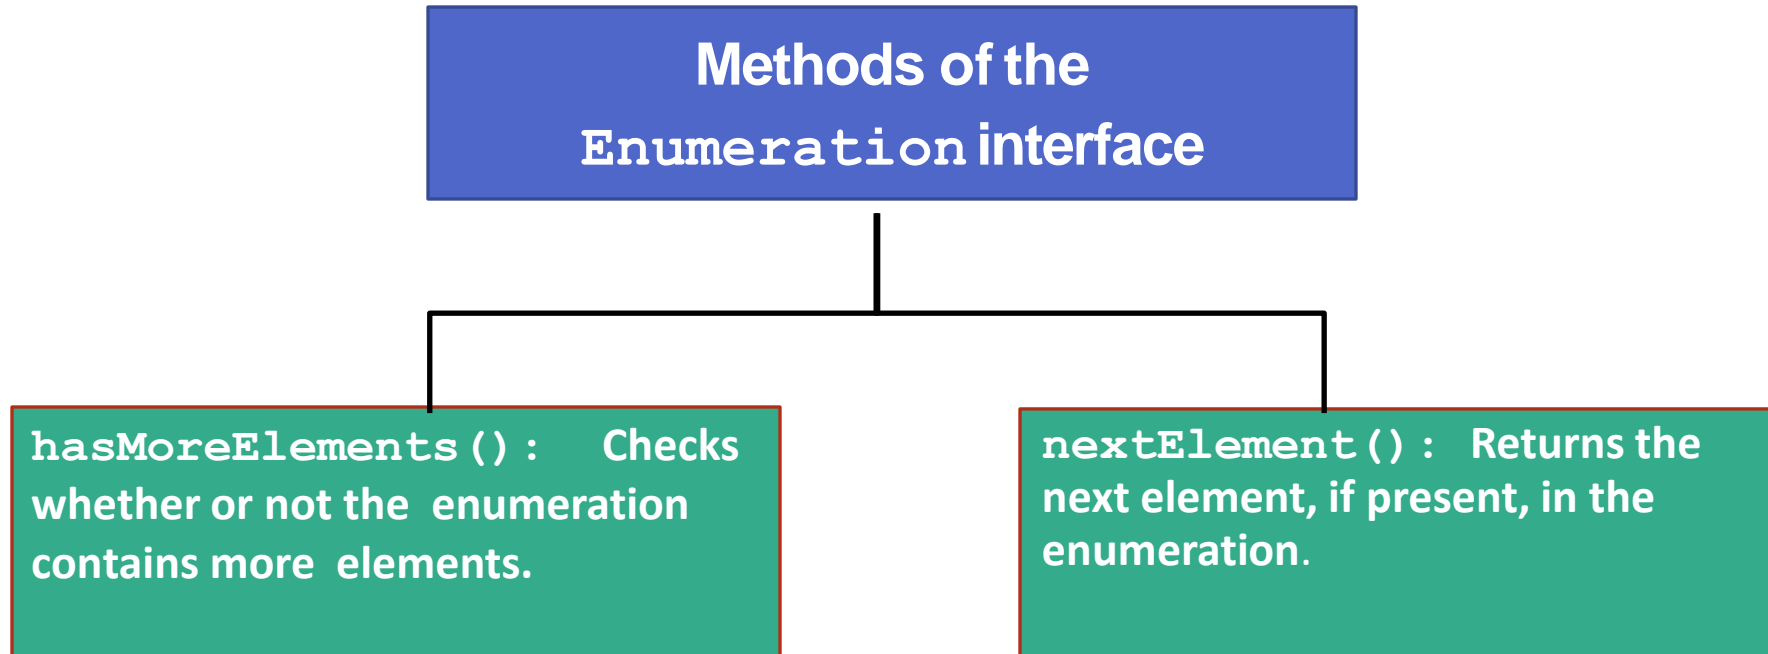 Methods of the
Enumeration interface
hasMoreElements(): Checks
whether or not the enumeration
contains more elements.
nextElement(): Returns the
next element, if present, in the
enumeration.